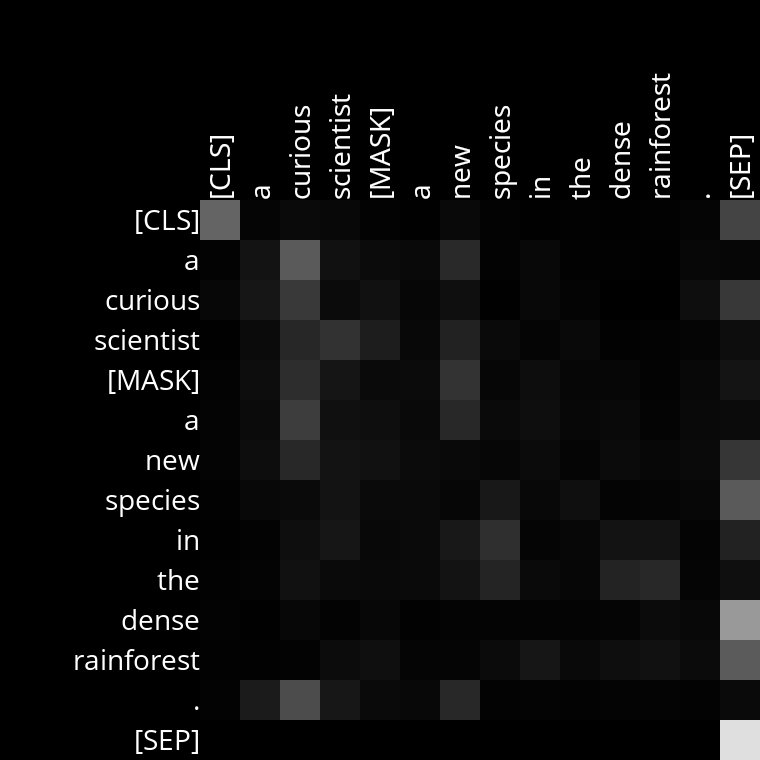 [CLS] a curious scientist [MASK] a new species in the dense rainforest . [SEP]
[CLS]
a
curious
scientist
[MASK]
a
new
species
in
the
dense
rainforest
.
[SEP]